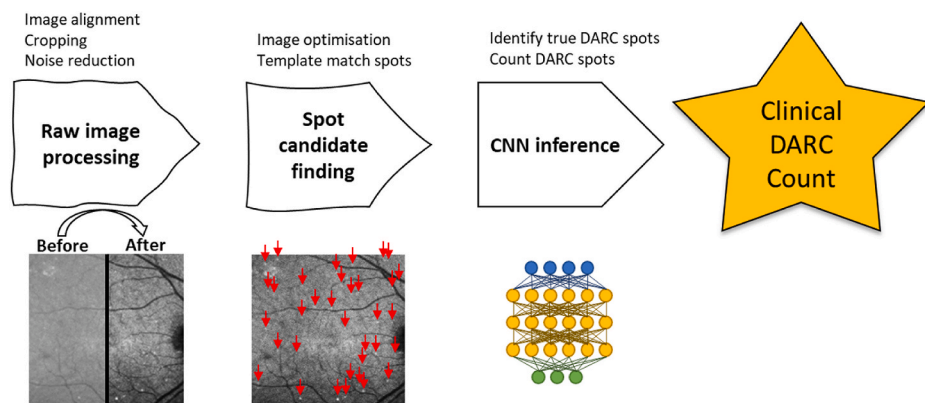 Image alignment
Cropping
Noise reduction
Raw image
processing
Before
After
Image optimisation
Template match spots
Spot
candidate
finding
Identify true DARC spots
Count DARC spots
CNN inference
Clinical
DARC
Count